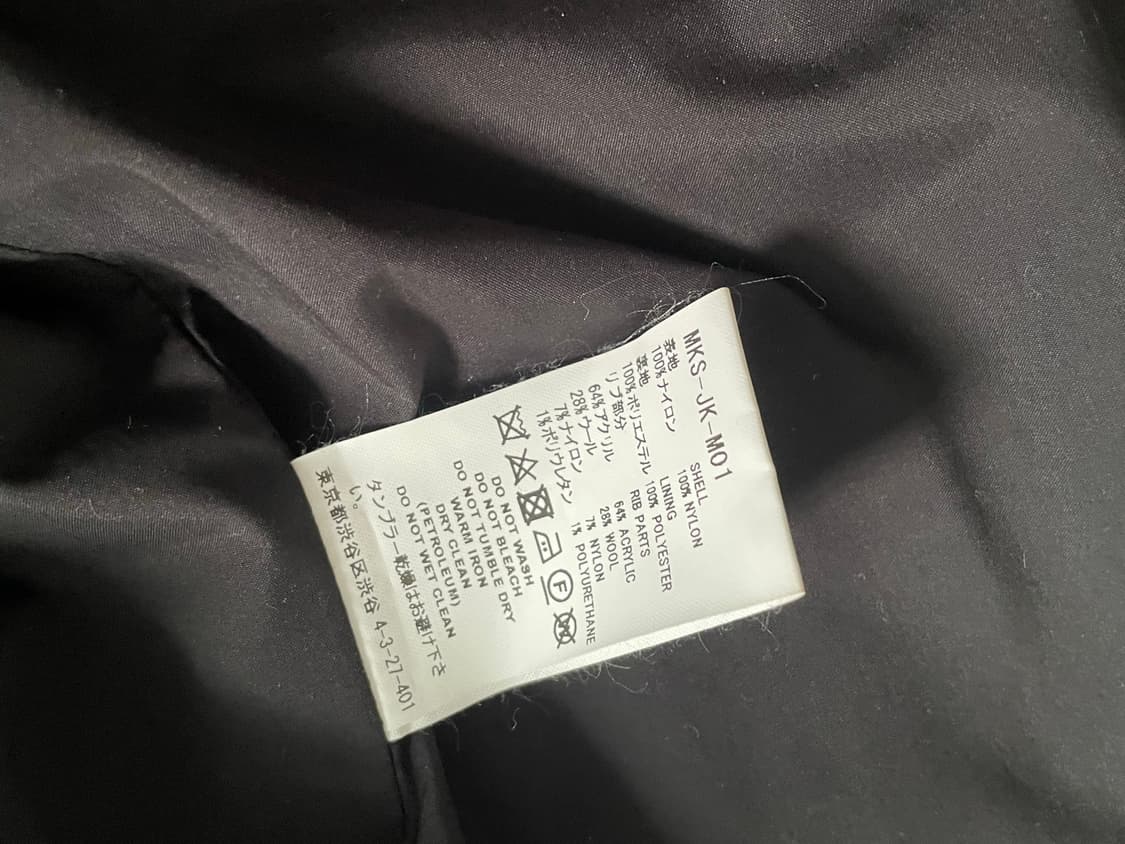 MKS-JK-M01
表地
100%ナイロン
裏地
100%ポリエステル
リブ部分
64%アクリル
28%ウール
7%ナイロン
1%ポリウレタン
SHELL
100% NYLON
LINING
100% POLYESTER
RIB PARTS
64% ACRYLIC
28% WOOL
7% NYLON
1% POLYURETHANE
F
W
DO NOT WASH
DO NOT BLEACH
DO NOT TUMBLE DRY
WARM IRON
DRY CLEAN
(PETROLEUM)
DO NOT WET CLEAN
タンブラー乾燥はお避け下さ
い。
東京都渋谷区渋谷 4-3-27-401